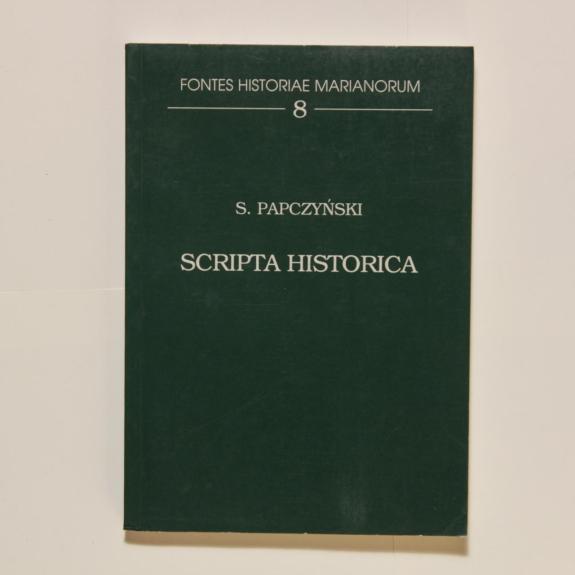 FONTES HISTORIAE MARIANORUM
8
S. PAPCZYŃSKI
SCRIPTA HISTORICA